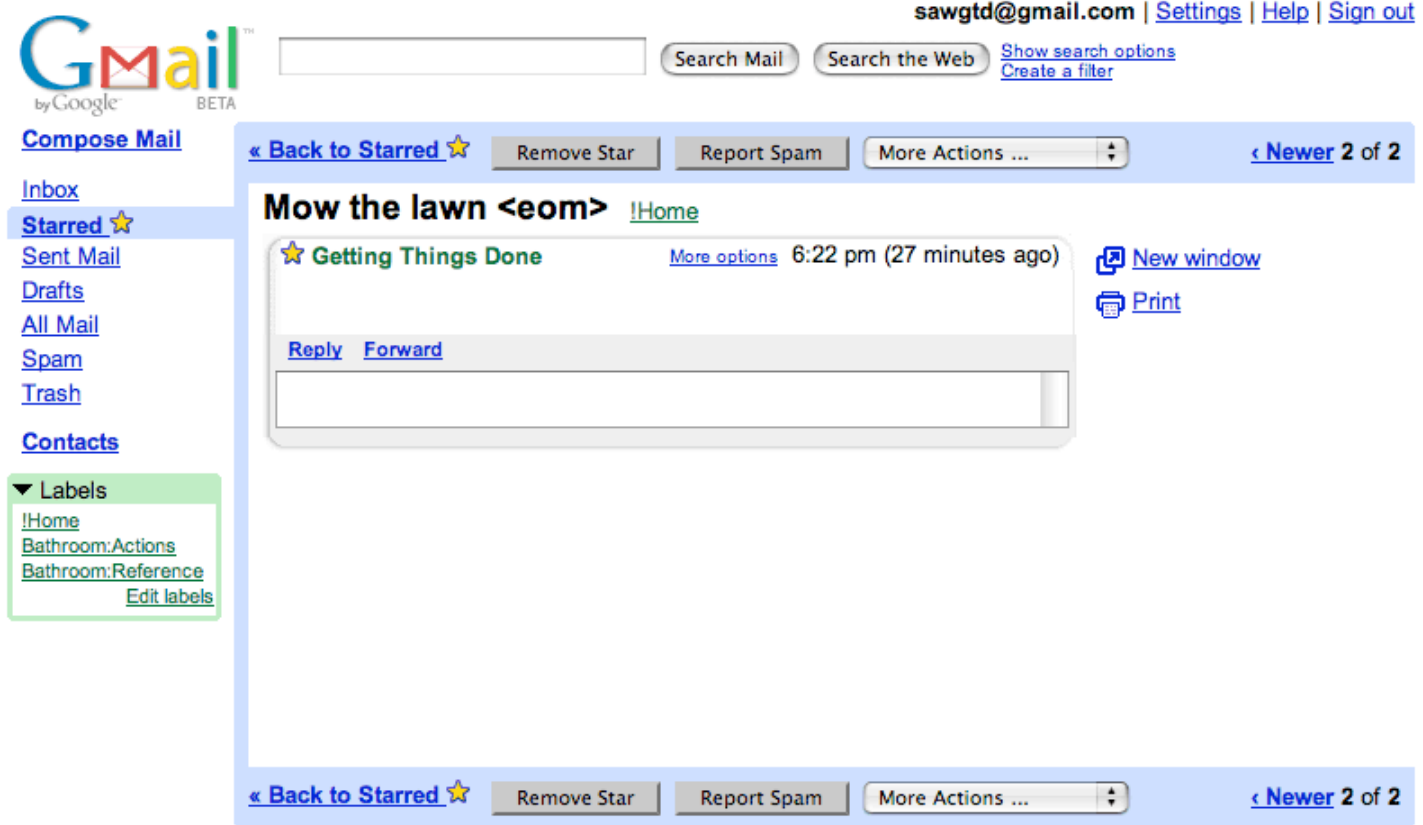 sawgtd@gmail.com | Settings | Help | Sign out
Gmail™
by Google™ BETA
Search Mail Search the Web Show search options
Create a filter
Compose Mail
Inbox
Starred
Sent Mail
Drafts
All Mail
Spam
Trash
Contacts
Labels
!Home
Bathroom:Actions
Bathroom:Reference
Edit labels
« Back to Starred Remove Star Report Spam More Actions ... ‹ Newer 2 of 2
Mow the lawn <eom> !Home
Getting Things Done More options 6:22 pm (27 minutes ago)
Reply Forward
New window
Print
« Back to Starred Remove Star Report Spam More Actions ... ‹ Newer 2 of 2